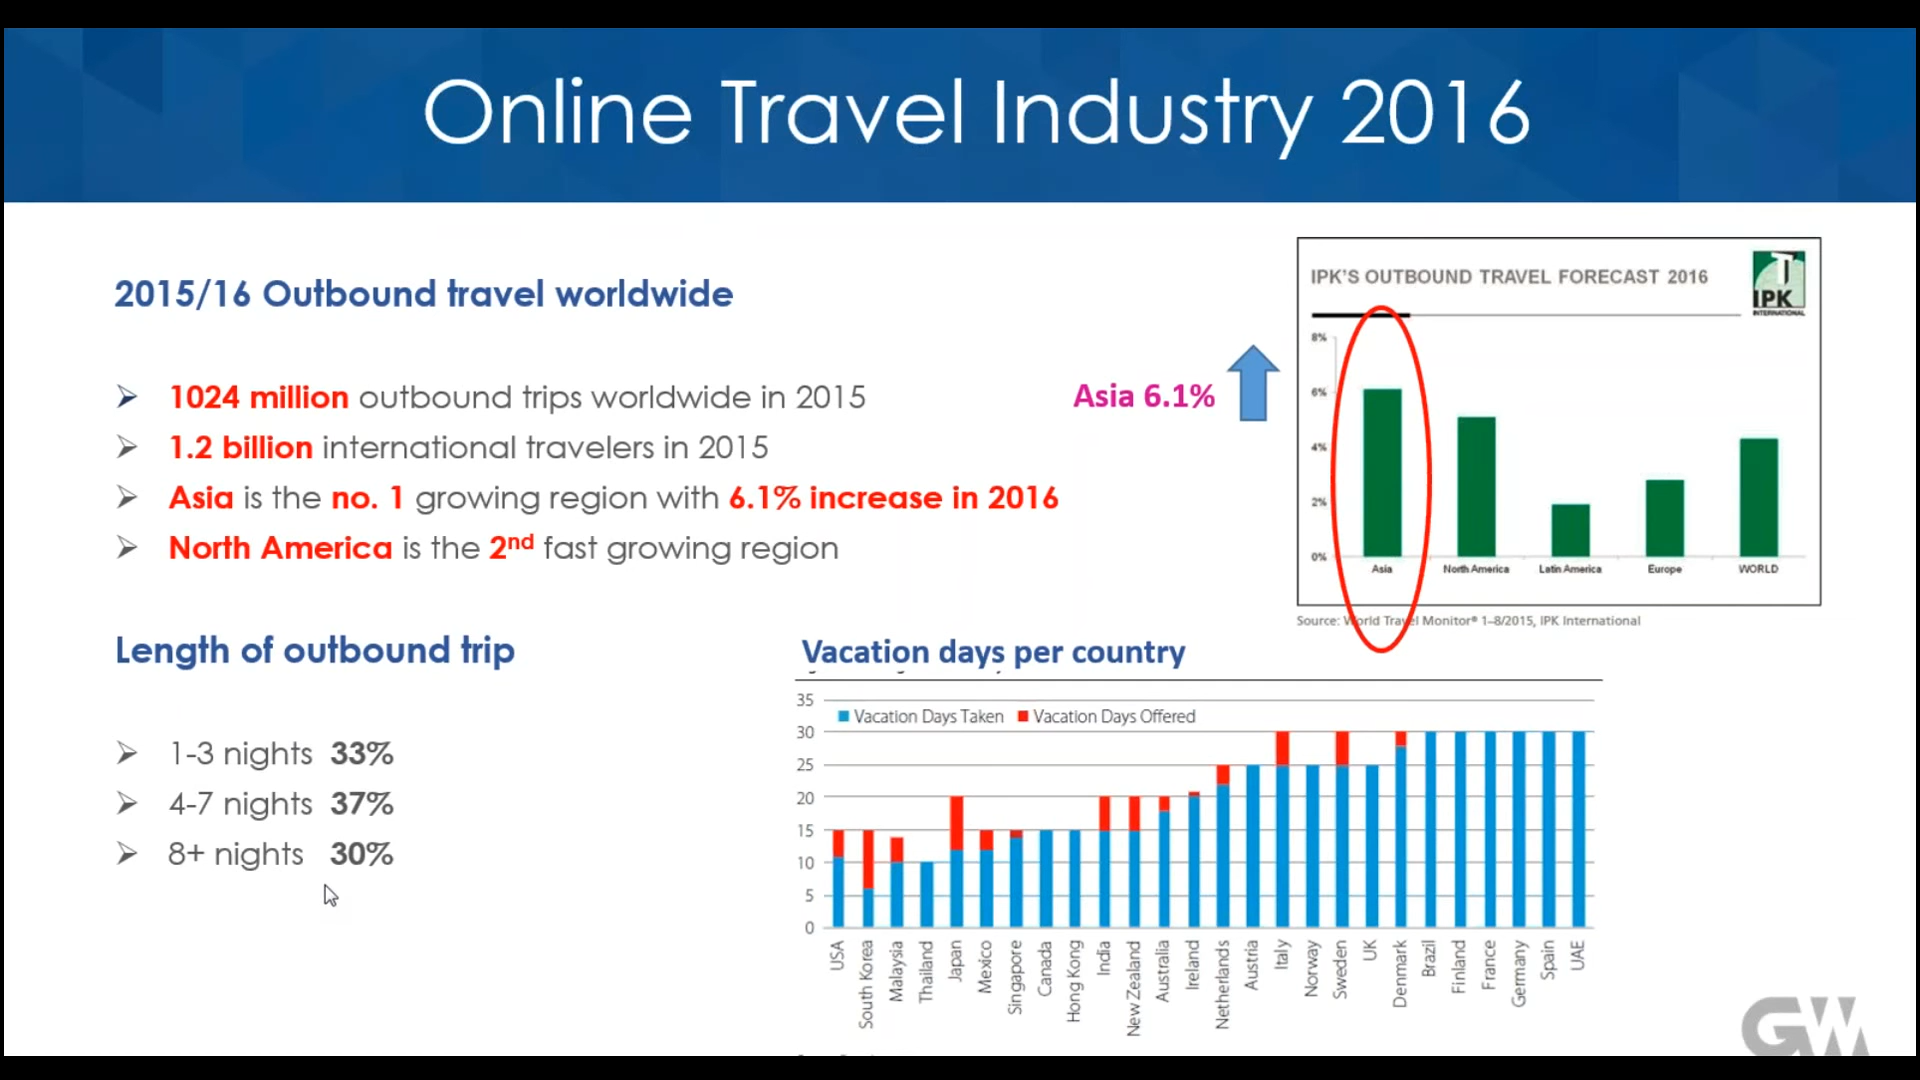 Online Travel Industry 2016
2015/16 Outbound travel worldwide
➢ 1024 million outbound trips worldwide in 2015
➢ 1.2 billion international travelers in 2015
➢ Asia is the no. 1 growing region with 6.1% increase in 2016
➢ North America is the 2nd fast growing region
Asia 6.1%
IPK'S OUTBOUND TRAVEL FORECAST 2016
IPK
INTERNATIONAL
8%
6%
4%
2%
0%
Asia North America Latin America Europe WORLD
Source: World Travel Monitor® 1–8/2015, IPK International
Length of outbound trip
➢ 1-3 nights 33%
➢ 4-7 nights 37%
➢ 8+ nights 30%
Vacation days per country
Vacation Days Taken Vacation Days Offered
35
30
25
20
15
10
5
0
USA
South Korea
Malaysia
Thailand
Japan
Mexico
Singapore
Canada
Hong Kong
India
New Zealand
Australia
Ireland
Netherlands
Austria
Italy
Norway
Sweden
UK
Denmark
Brazil
Finland
France
Germany
Spain
UAE
GW